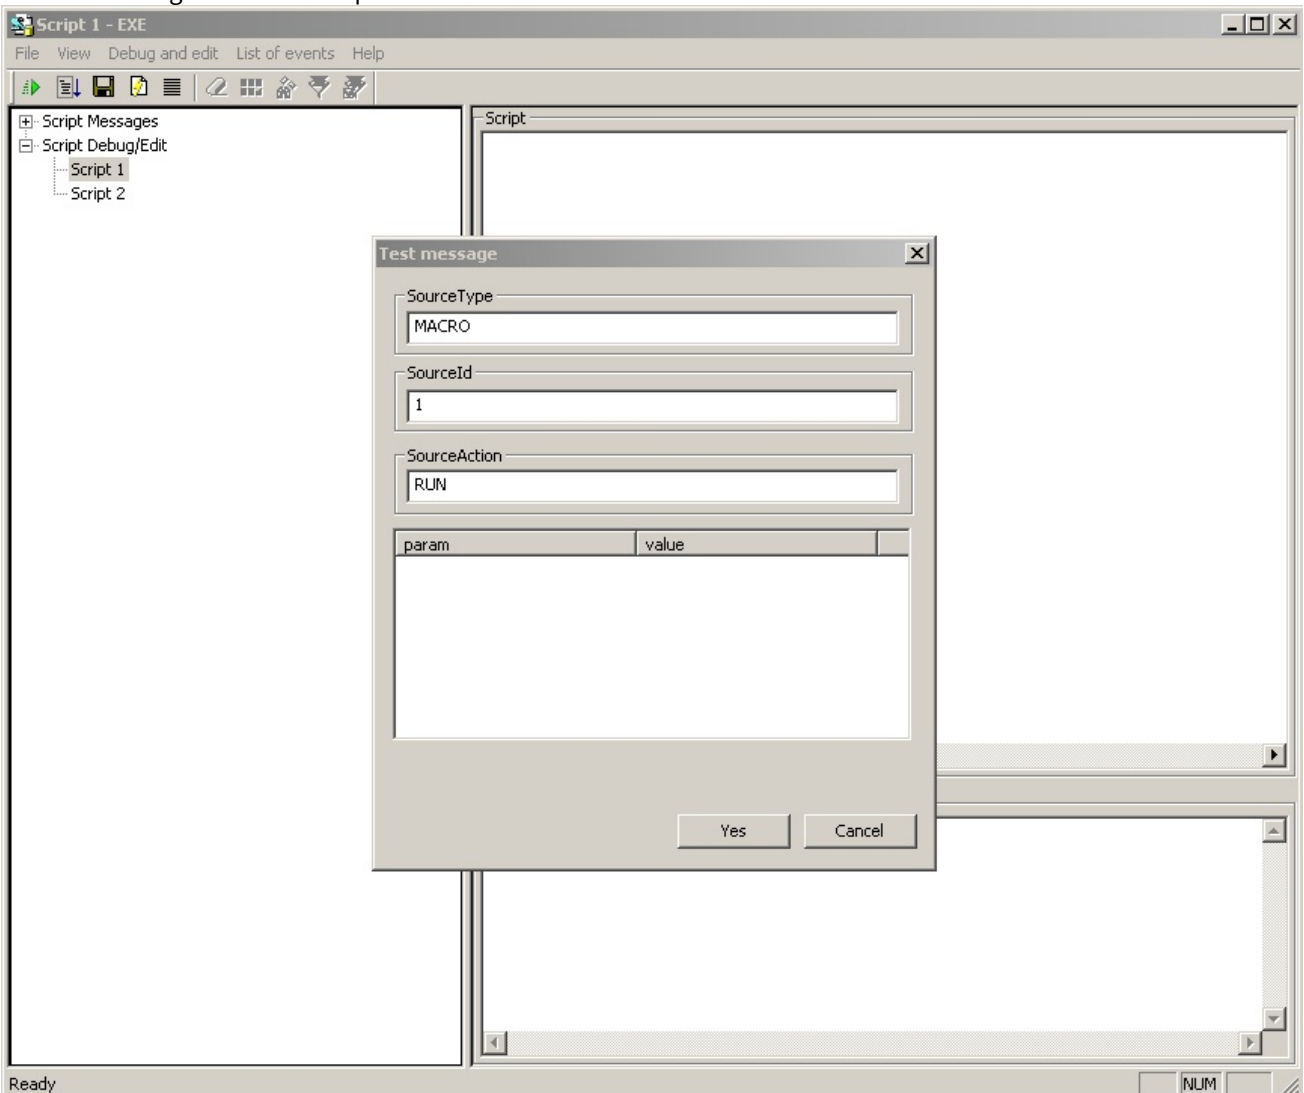 Script 1 - EXE
File View Debug and edit List of events Help
Script Messages
Script Debug/Edit
Script 1
Script 2
Script
Test message
SourceType
MACRO
SourceId
1
SourceAction
RUN
param value
Yes Cancel
Ready NUM